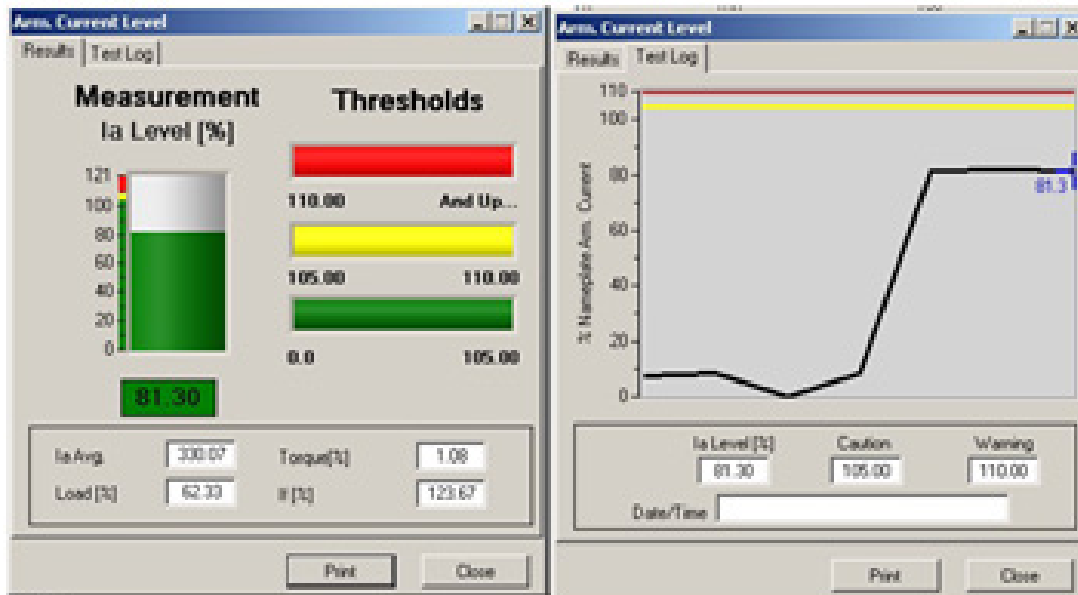 Arm. Current Level
Results Test Log
Measurement
Ia Level [%]
Thresholds
121
100
80
60
40
20
0
110.00 And Up...
105.00 110.00
0.0 105.00
81.30
Ia Avg. 330.07 Torque[%] 1.08
Load [%] 62.33 If [%] 123.67
Print Close
Arm. Current Level
Results Test Log
% Nameplate Arm. Current
110
100
80
60
40
20
0
81.3
Ia Level [%] Caution Warning
81.30 105.00 110.00
Date/Time
Print Close